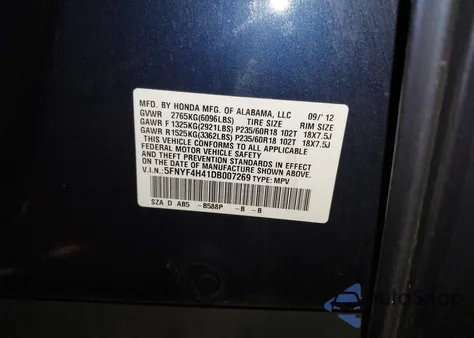 MFD. BY HONDA MFG. OF ALABAMA, LLC 09/'12
GVWR 2765KG(6096LBS) TIRE SIZE RIM SIZE
GAWR F 1325KG(2921LBS) P235/60R18 102T 18X7.5J
GAWR R1525KG(3362LBS) P235/60R18 102T 18X7.5J
THIS VEHICLE CONFORMS TO ALL APPLICABLE FEDERAL
MOTOR VEHICLE SAFETY AND THEFT PREVENTION
STANDARDS IN EFFECT ON THE DATE OF
MANUFACTURE SHOWN ABOVE.
V.I.N.:5FNYF4H41DB007269 TYPE: MPV
SZA D AB5 -B588P -B -B
AutoShop